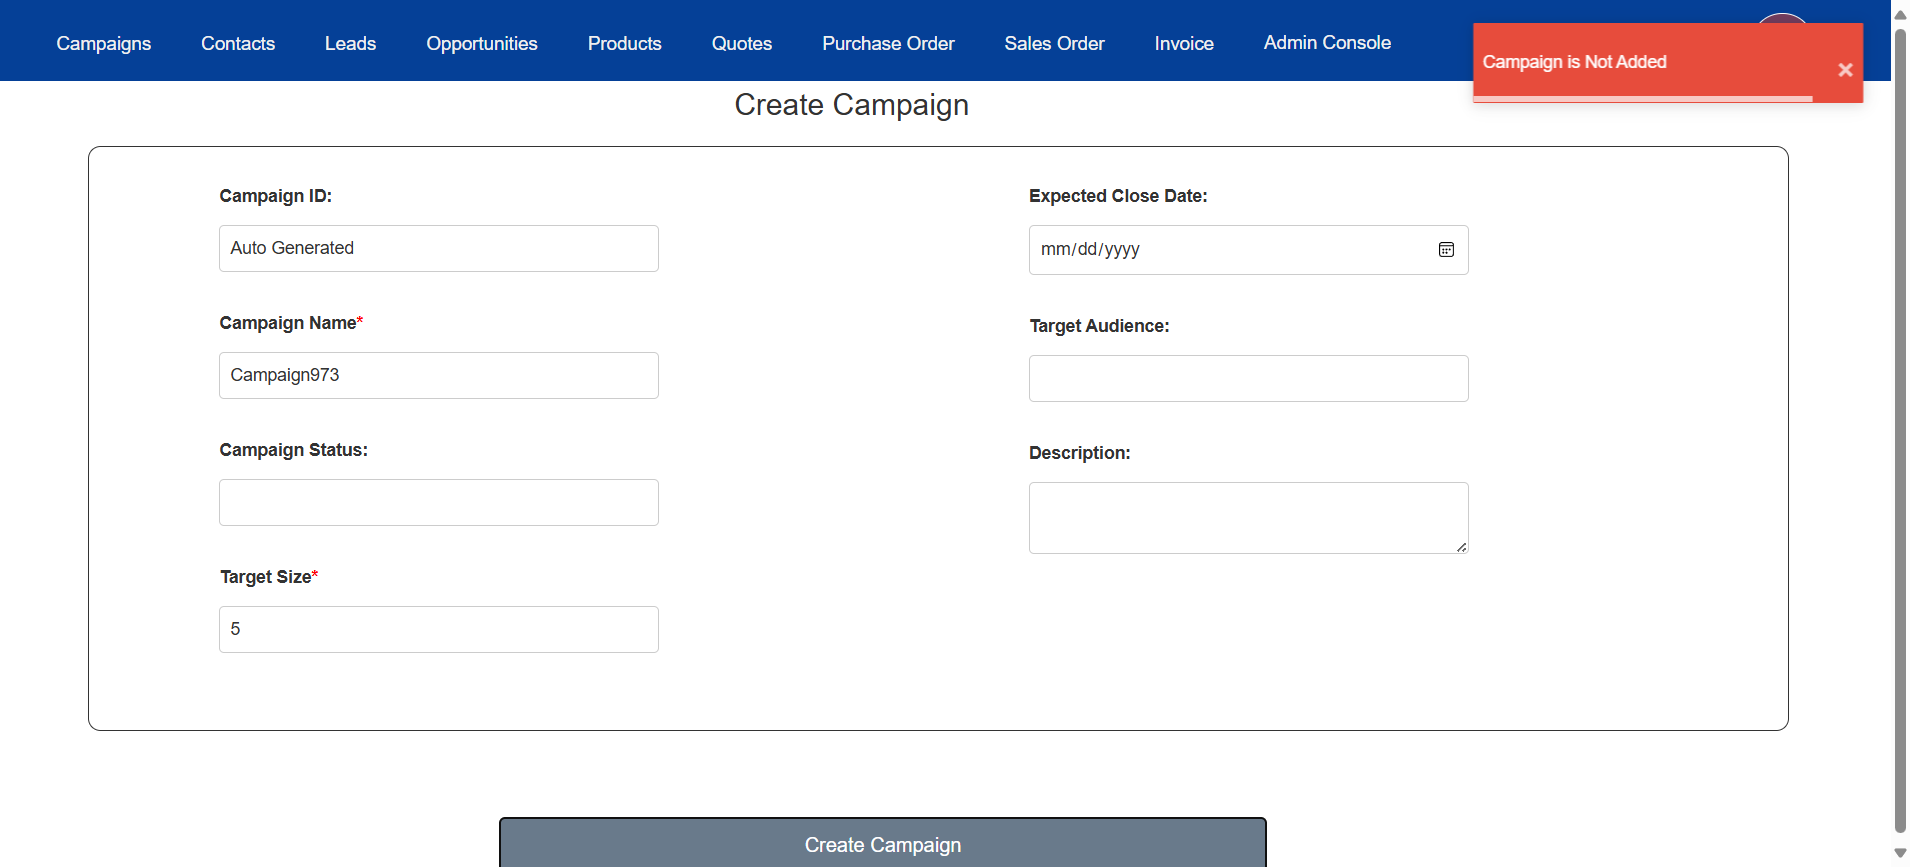 Campaigns Contacts Leads Opportunities Products Quotes Purchase Order Sales Order Invoice Admin Console
Campaign is Not Added
Create Campaign
Campaign ID:
Auto Generated
Campaign Name*
Campaign973
Campaign Status:
Target Size*
5
Expected Close Date:
mm/dd/yyyy
Target Audience:
Description:
Create Campaign